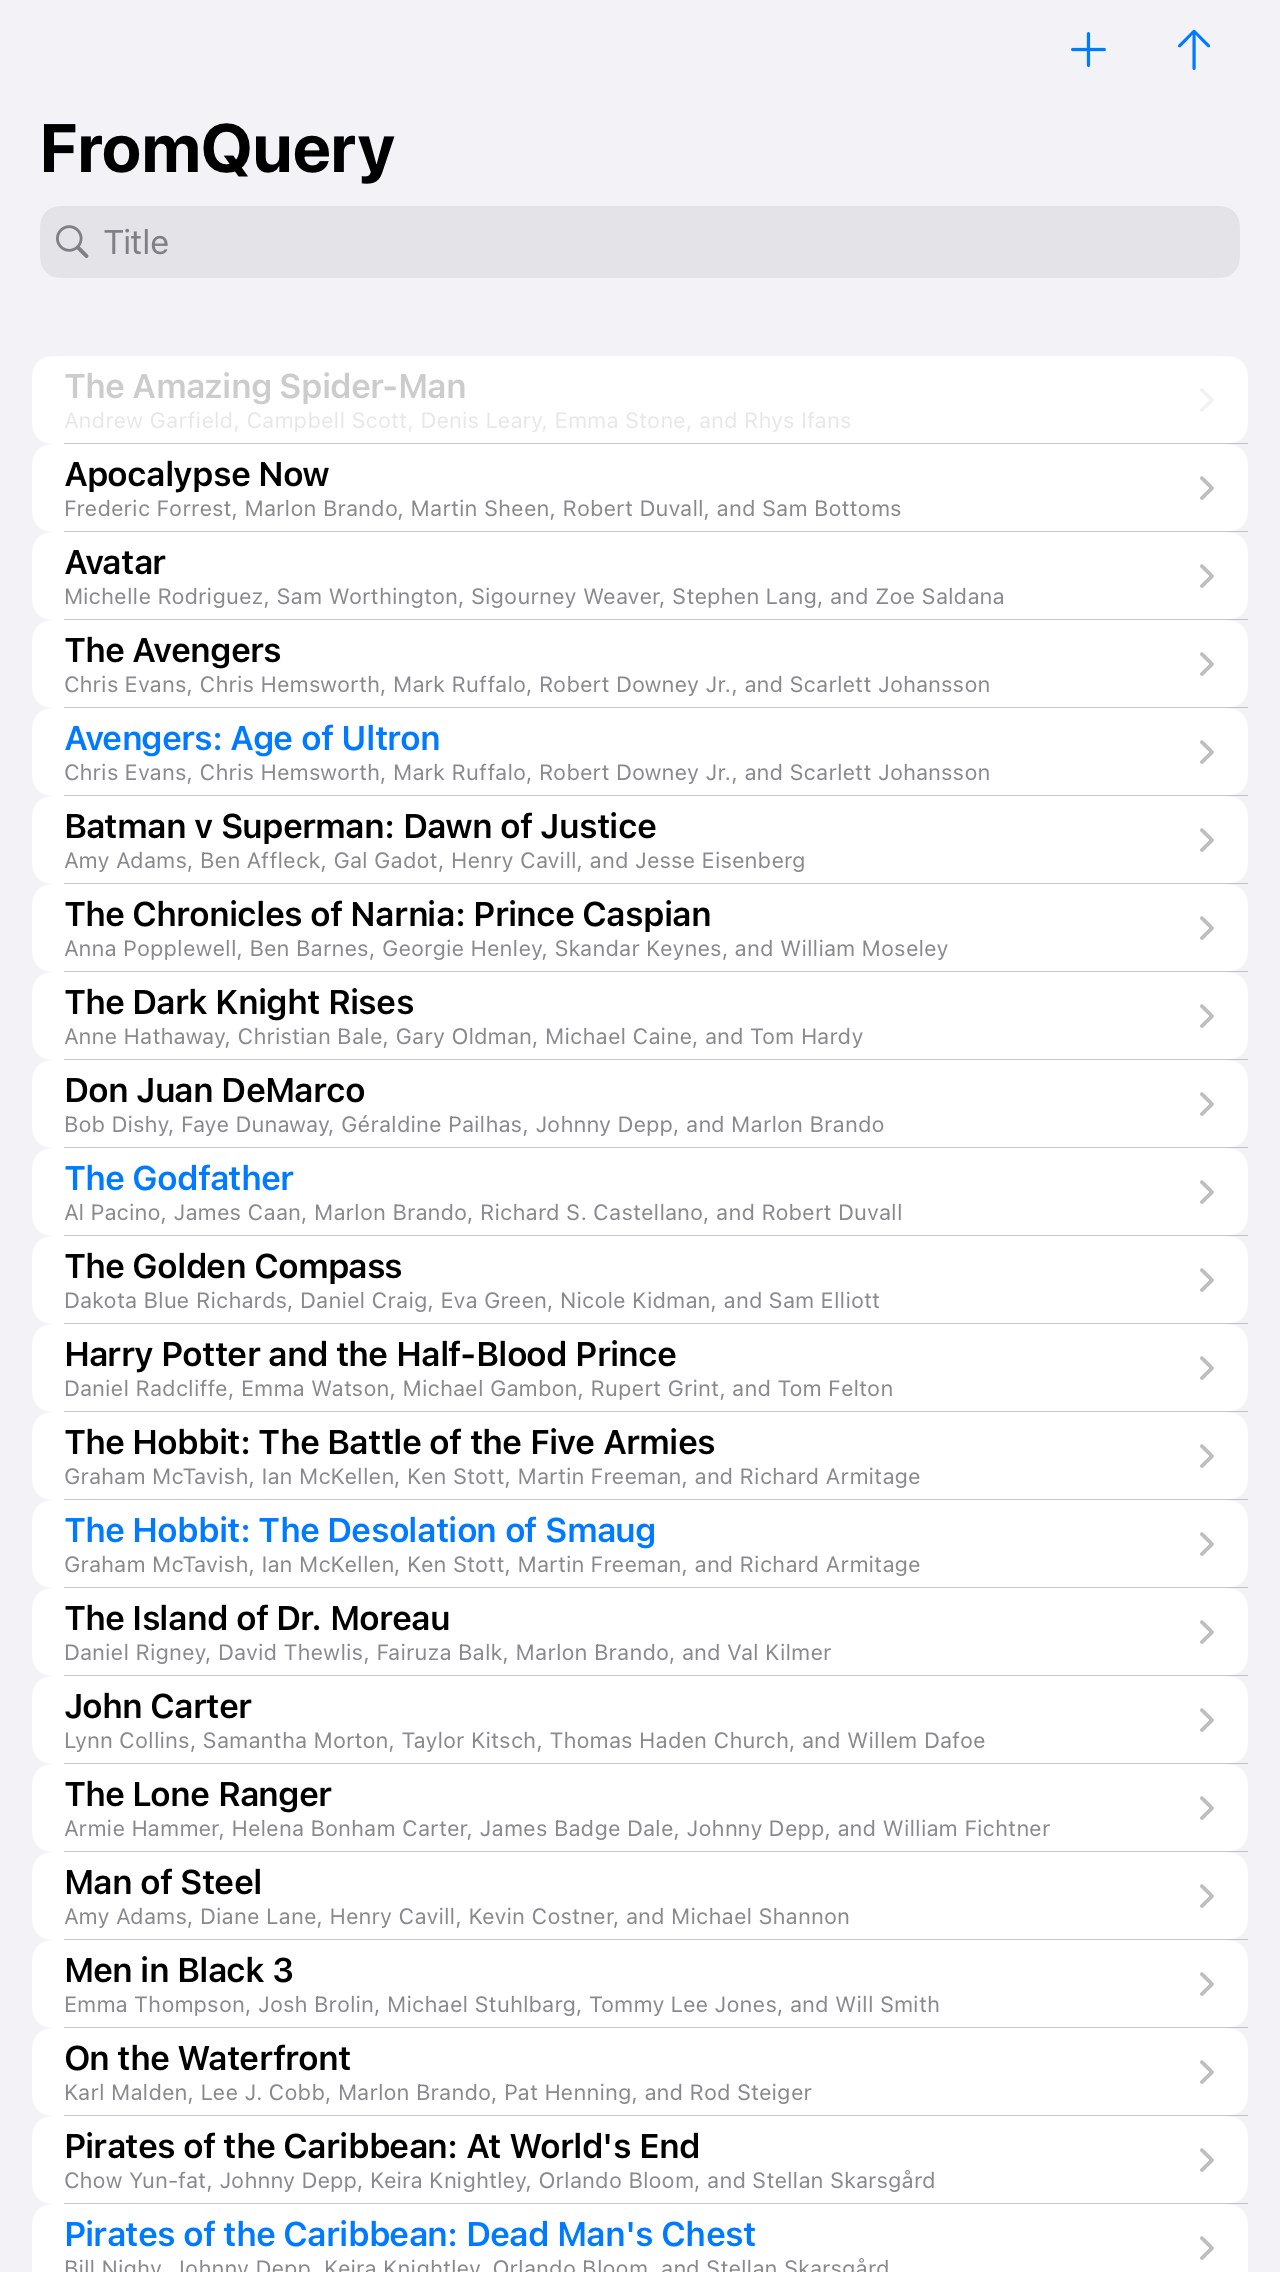 FromQuery
Title
The Amazing Spider-Man
Andrew Garfield, Campbell Scott, Denis Leary, Emma Stone, and Rhys Ifans
Apocalypse Now
Frederic Forrest, Marlon Brando, Martin Sheen, Robert Duvall, and Sam Bottoms
Avatar
Michelle Rodriguez, Sam Worthington, Sigourney Weaver, Stephen Lang, and Zoe Saldana
The Avengers
Chris Evans, Chris Hemsworth, Mark Ruffalo, Robert Downey Jr., and Scarlett Johansson
Avengers: Age of Ultron
Chris Evans, Chris Hemsworth, Mark Ruffalo, Robert Downey Jr., and Scarlett Johansson
Batman v Superman: Dawn of Justice
Amy Adams, Ben Affleck, Gal Gadot, Henry Cavill, and Jesse Eisenberg
The Chronicles of Narnia: Prince Caspian
Anna Popplewell, Ben Barnes, Georgie Henley, Skandar Keynes, and William Moseley
The Dark Knight Rises
Anne Hathaway, Christian Bale, Gary Oldman, Michael Caine, and Tom Hardy
Don Juan DeMarco
Bob Dishy, Faye Dunaway, Géraldine Pailhas, Johnny Depp, and Marlon Brando
The Godfather
Al Pacino, James Caan, Marlon Brando, Richard S. Castellano, and Robert Duvall
The Golden Compass
Dakota Blue Richards, Daniel Craig, Eva Green, Nicole Kidman, and Sam Elliott
Harry Potter and the Half-Blood Prince
Daniel Radcliffe, Emma Watson, Michael Gambon, Rupert Grint, and Tom Felton
The Hobbit: The Battle of the Five Armies
Graham McTavish, Ian McKellen, Ken Stott, Martin Freeman, and Richard Armitage
The Hobbit: The Desolation of Smaug
Graham McTavish, Ian McKellen, Ken Stott, Martin Freeman, and Richard Armitage
The Island of Dr. Moreau
Daniel Rigney, David Thewlis, Fairuza Balk, Marlon Brando, and Val Kilmer
John Carter
Lynn Collins, Samantha Morton, Taylor Kitsch, Thomas Haden Church, and Willem Dafoe
The Lone Ranger
Armie Hammer, Helena Bonham Carter, James Badge Dale, Johnny Depp, and William Fichtner
Man of Steel
Amy Adams, Diane Lane, Henry Cavill, Kevin Costner, and Michael Shannon
Men in Black 3
Emma Thompson, Josh Brolin, Michael Stuhlbarg, Tommy Lee Jones, and Will Smith
On the Waterfront
Karl Malden, Lee J. Cobb, Marlon Brando, Pat Henning, and Rod Steiger
Pirates of the Caribbean: At World's End
Chow Yun-fat, Johnny Depp, Keira Knightley, Orlando Bloom, and Stellan Skarsgård
Pirates of the Caribbean: Dead Man's Chest
Bill Nighy, Johnny Depp, Keira Knightley, Orlando Bloom, and Stellan Skarsgård